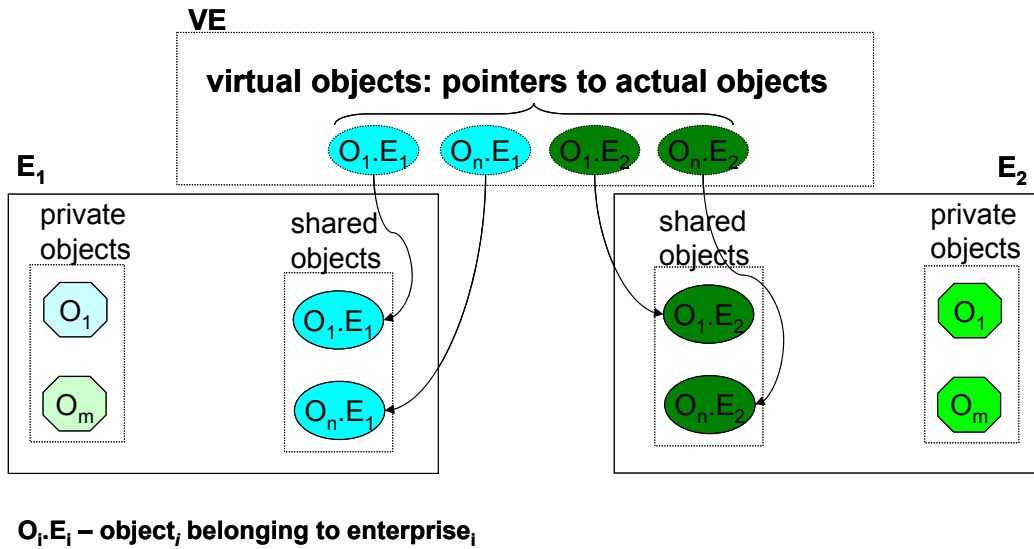 VE
virtual objects: pointers to actual objects
O₁.E₁ Oₙ.E₁ O₁.E₂ Oₙ.E₂
E₁
E₂
private objects
shared objects
shared objects
private objects
O₁
O₁.E₁
O₁.E₂
O₁
Oₘ
Oₙ.E₁
Oₙ.E₂
Oₘ
Oᵢ.Eⱼ – objectᵢ belonging to enterpriseⱼ